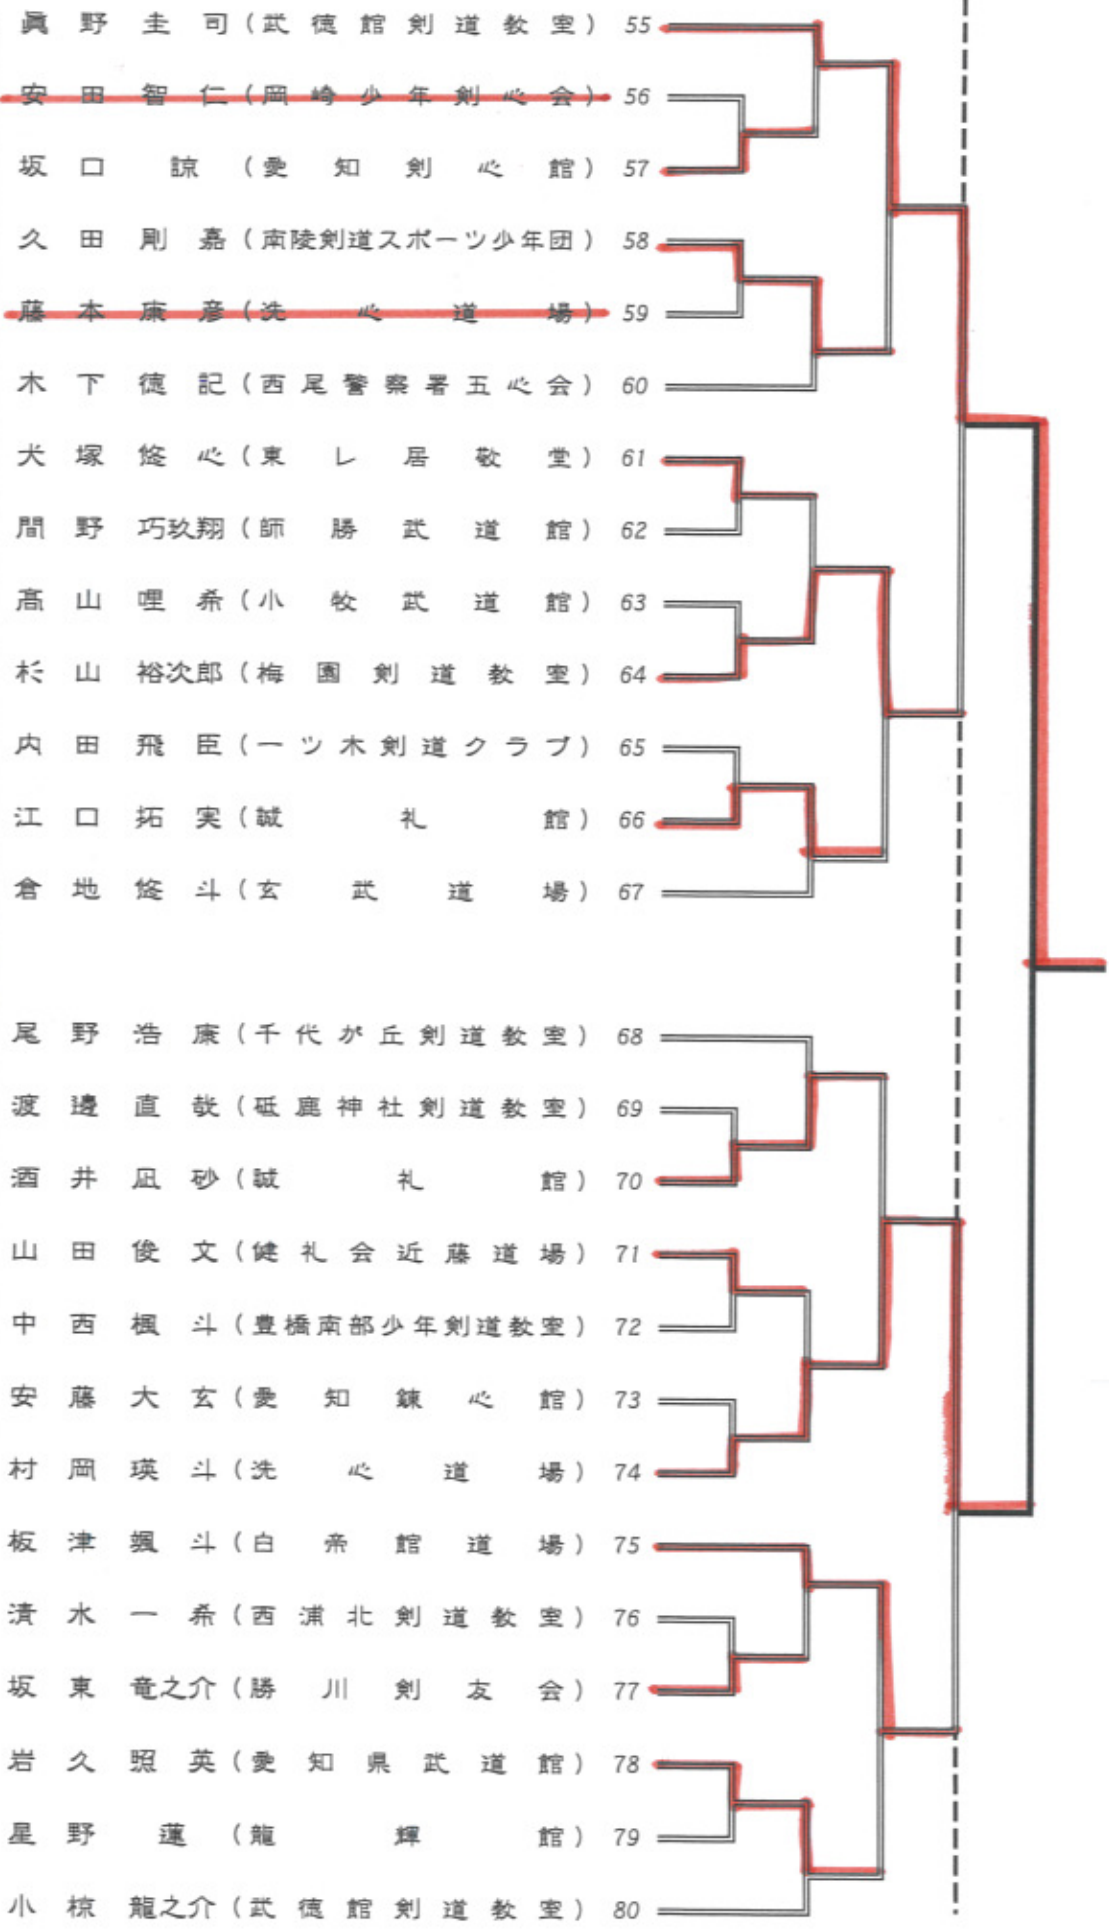 眞野圭司(武徳館剣道教室) 55
安田智仁(岡崎少年剣心会) 56
坂口諒(愛知剣心館) 57
久田剛嘉(南陵剣道スポーツ少年団) 58
藤本康彦(洗心道場) 59
木下徳記(西尾警察署五心会) 60
犬塚悠心(東レ居敬堂) 61
間野巧玖翔(師勝武道館) 62
髙山哩希(小牧武道館) 63
杉山裕次郎(梅園剣道教室) 64
内田飛臣(一ツ木剣道クラブ) 65
江口拓実(誠礼館) 66
倉地悠斗(玄武道場) 67
尾野浩康(千代が丘剣道教室) 68
渡邊直哉(砥鹿神社剣道教室) 69
酒井凪砂(誠礼館) 70
山田俊文(健礼会近藤道場) 71
中西楓斗(豊橋南部少年剣道教室) 72
安藤大玄(愛知錬心館) 73
村岡瑛斗(洗心道場) 74
板津颯斗(白帝館道場) 75
清水一希(西浦北剣道教室) 76
坂東竜之介(勝川剣友会) 77
岩久照英(愛知県武道館) 78
星野蓮(龍輝館) 79
小椋龍之介(武徳館剣道教室) 80